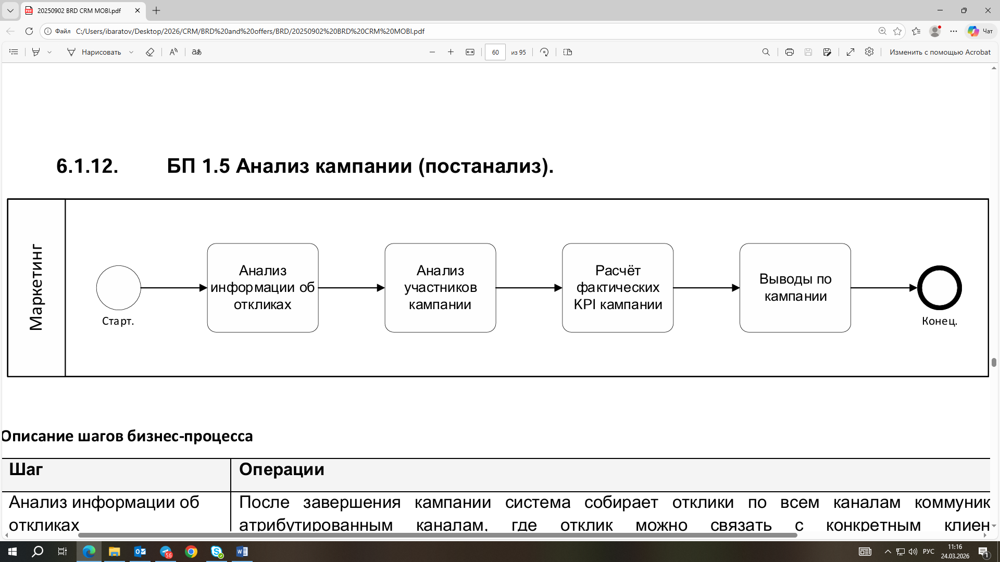 20250902 BRD CRM MOBI.pdf
Файл C:/Users/ibaratov/Desktop/2026/CRM/BRD%20and%20offers/BRD/20250902%20BRD%20CRM%20MOBI.pdf
Чат
Нарисовать
60 из 95
Изменить с помощью Acrobat
6.1.12. БП 1.5 Анализ кампании (постанализ).
Маркетинг
Старт.
Анализ
информации об
откликах
Анализ
участников
кампании
Расчёт
фактических
KPI кампании
Выводы по
кампании
Конец.
Описание шагов бизнес-процесса
Шаг
Операции
Анализ информации об
откликах
После завершения кампании система собирает отклики по всем каналам коммуник
атрибутированным каналам, где отклик можно связать с конкретным клиен
56
РУС
11:16
24.03.2026
1